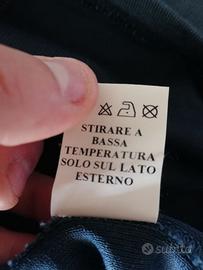 STIRARE A
BASSA
TEMPERATURA
SOLO SUL LATO
ESTERNO
subito